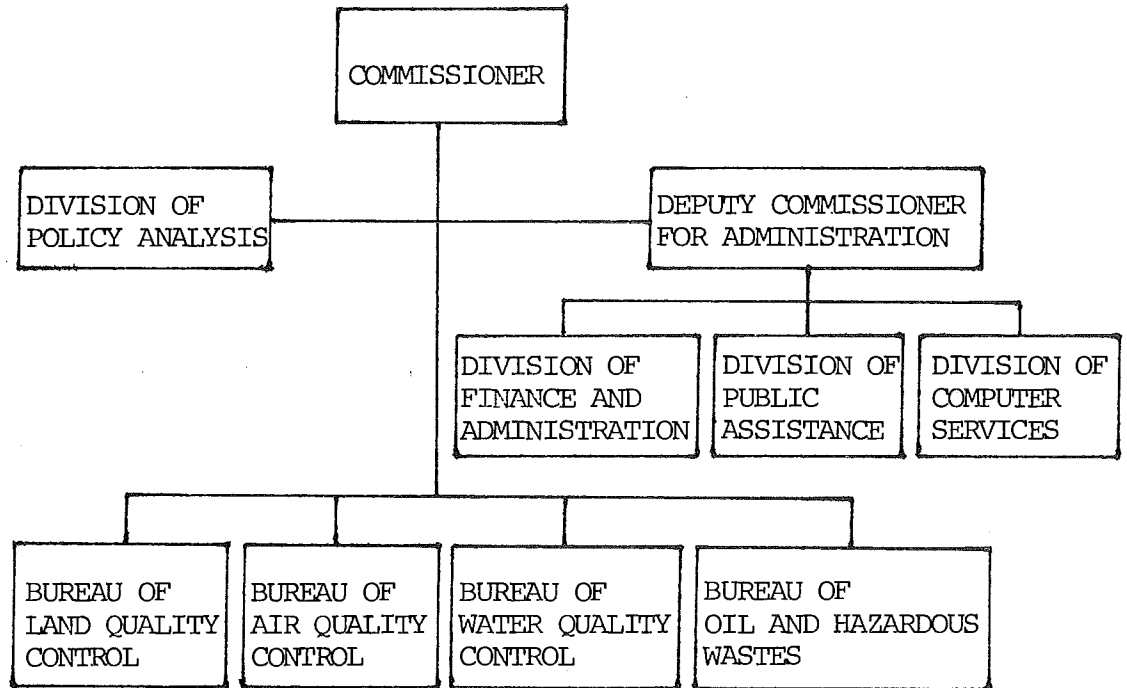 COMMISSIONER
DIVISION OF
POLICY ANALYSIS
DEPUTY COMMISSIONER
FOR ADMINISTRATION
DIVISION OF
FINANCE AND
ADMINISTRATION
DIVISION OF
PUBLIC
ASSISTANCE
DIVISION OF
COMPUTER
SERVICES
BUREAU OF
LAND QUALITY
CONTROL
BUREAU OF
AIR QUALITY
CONTROL
BUREAU OF
WATER QUALITY
CONTROL
BUREAU OF
OIL AND HAZARDOUS
WASTES